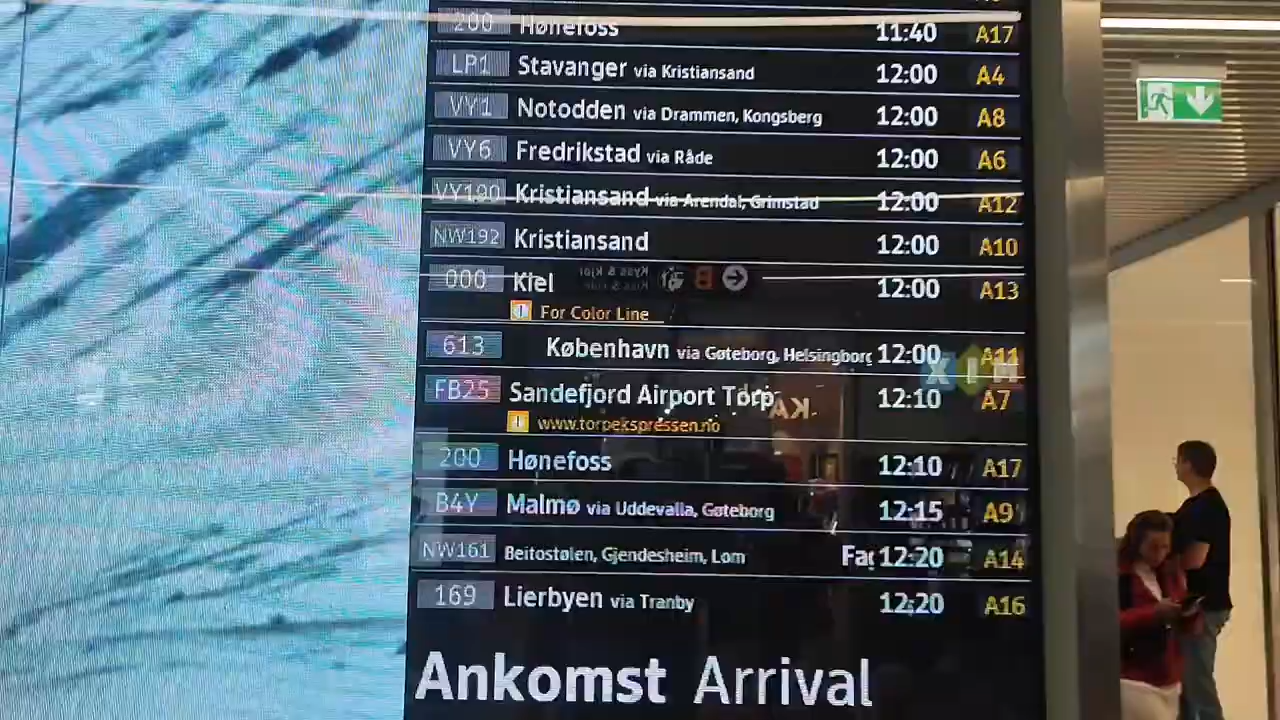 200 Hønefoss 11:40 A17
LP1 Stavanger via Kristiansand 12:00 A4
VY1 Notodden via Drammen, Kongsberg 12:00 A8
VY6 Fredrikstad via Råde 12:00 A6
VY190 Kristiansand via Arendal, Grimstad 12:00 A12
NW192 Kristiansand 12:00 A10
000 Kiel 12:00 A13
For Color Line
613 København via Gøteborg, Helsingborg 12:00 A11
FB25 Sandefjord Airport Torp 12:10 A7
www.torpekspressen.no
200 Hønefoss 12:10 A17
B4Y Malmø via Uddevalla, Gøteborg 12:15 A9
NW161 Beitostølen, Gjendesheim, Lom Fag 12:20 A14
169 Lierbyen via Tranby 12:20 A16
Ankomst Arrival